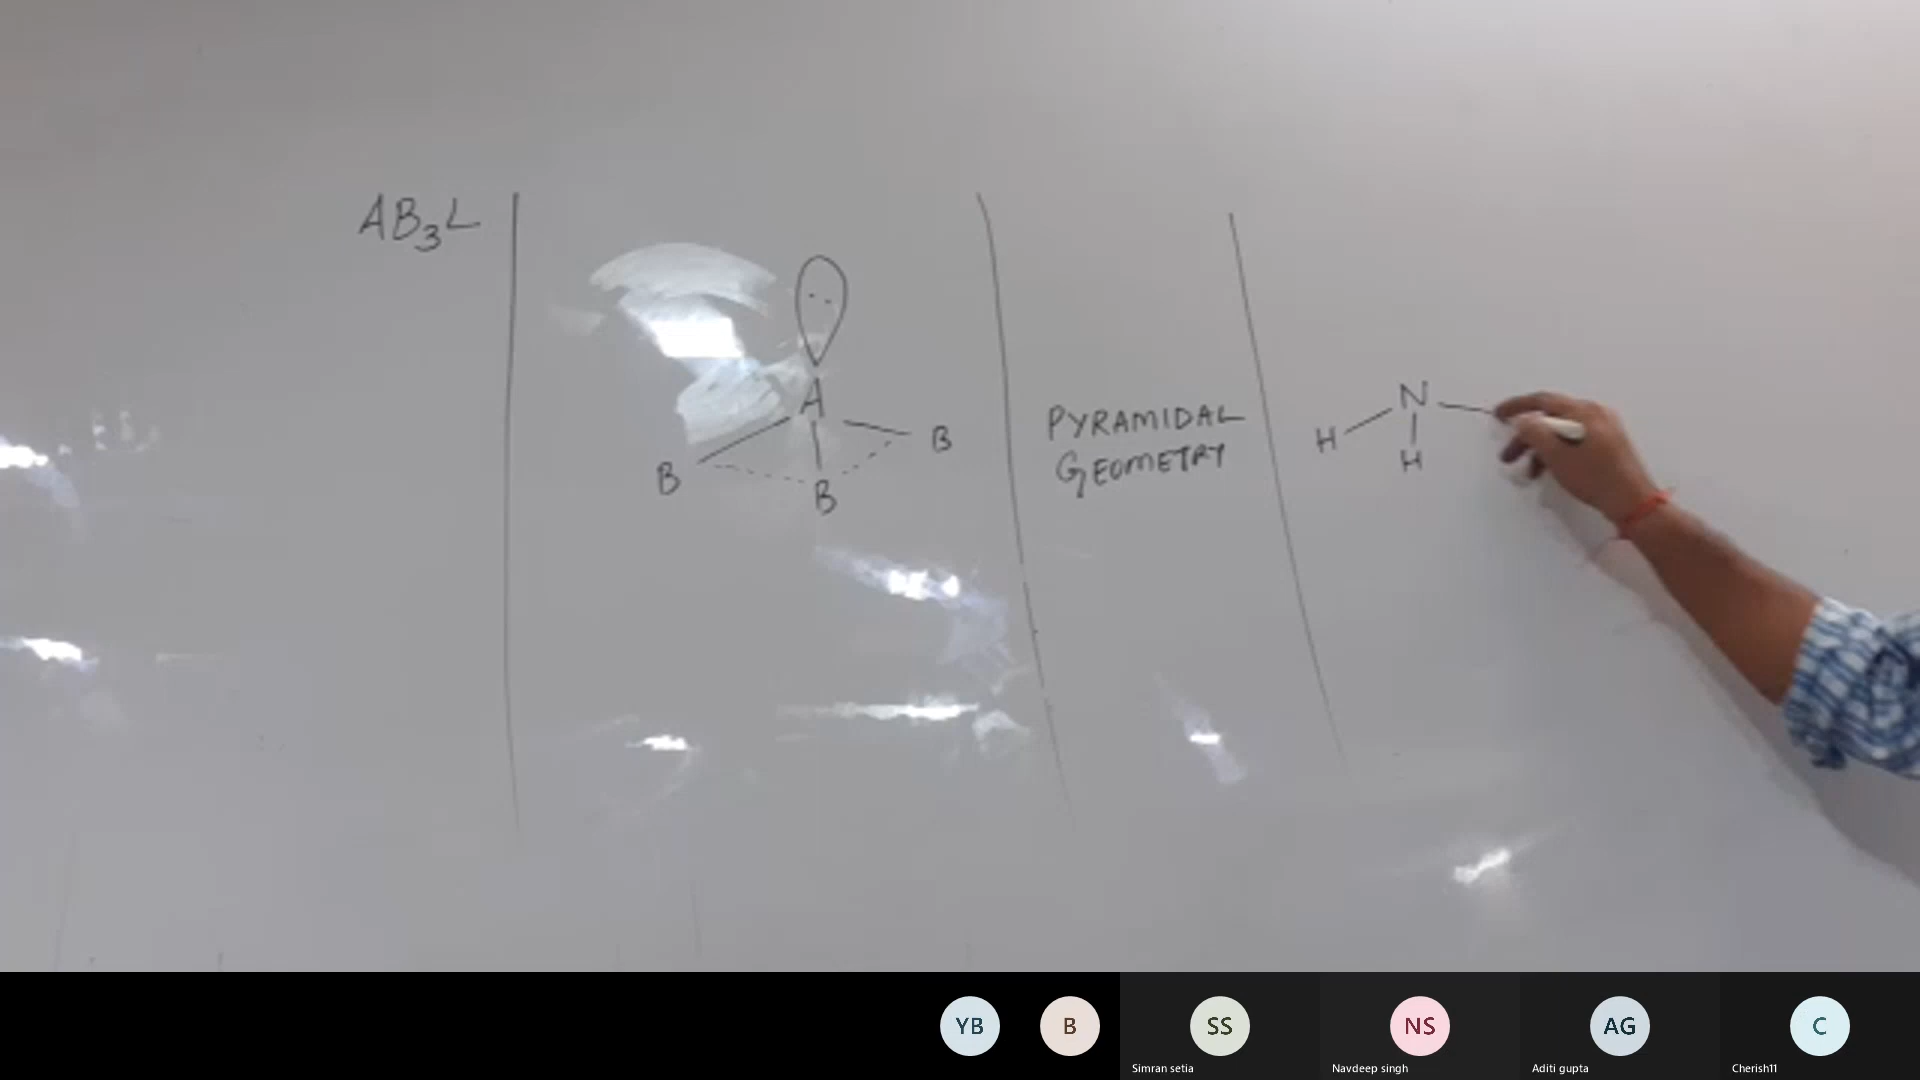 AB₃L
A
B
B
B
PYRAMIDAL
GEOMETRY
N
H
H
YB
B
SS
NS
AG
C
Simran setia
Navdeep singh
Aditi gupta
Cherish11